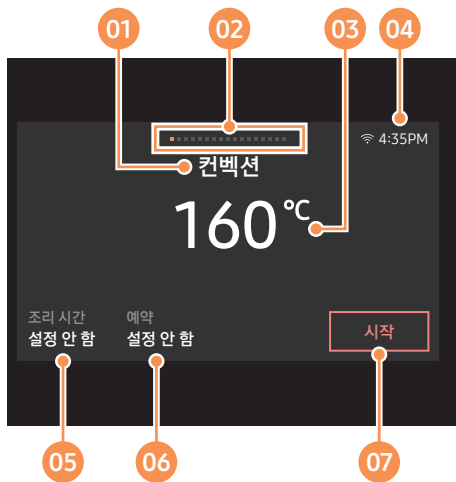 01 02 03 04
4:35PM
컨벡션
160 °C
조리 시간 예약
설정 안 함 설정 안 함
시작
05 06 07